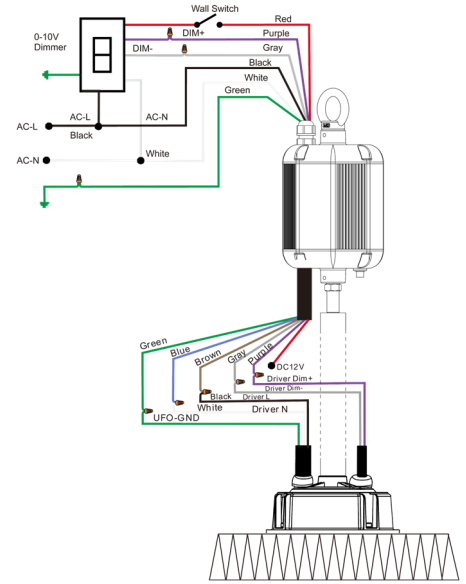 Wall Switch
Red
0-10V
Dimmer
DIM+
Purple
DIM-
Gray
Black
White
Green
AC-L
AC-N
AC-L
Black
AC-N
White
Green
Blue
Brown
Gray
Purple
DC12V
Driver Dim+
Driver Dim-
Black
Driver L
White
Driver N
UFO-GND